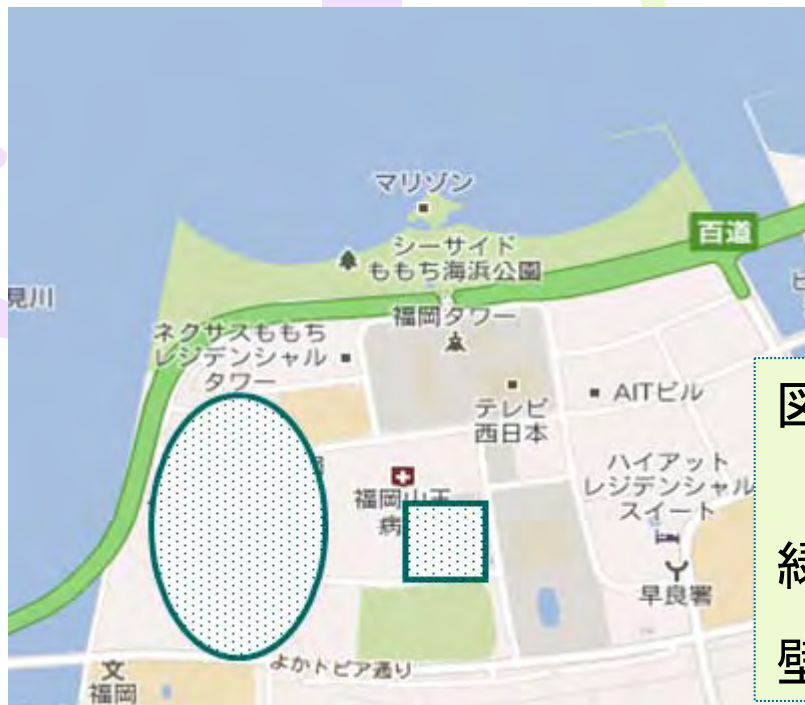 マリゾン
百道
シーサイド
ももち海浜公園
見川
福岡タワー
ネクサスももち
レジデンシャル
タワー
テレビ
西日本
AITビル
図
ハイアット
レジデンシャル
スイート
福岡山王
病
緑
早良署
壁
よかトピア通り
文
福岡